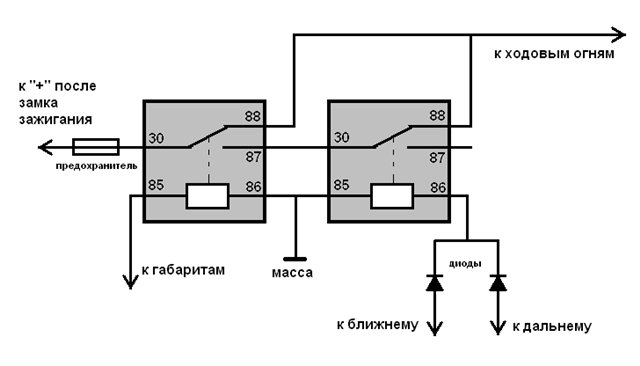 к ходовым огням
к "+" после
замка
зажигания
88
88
30
30
87
87
предохранитель
85
86
85
86
к габаритам
масса
диоды
к ближнему
к дальнему